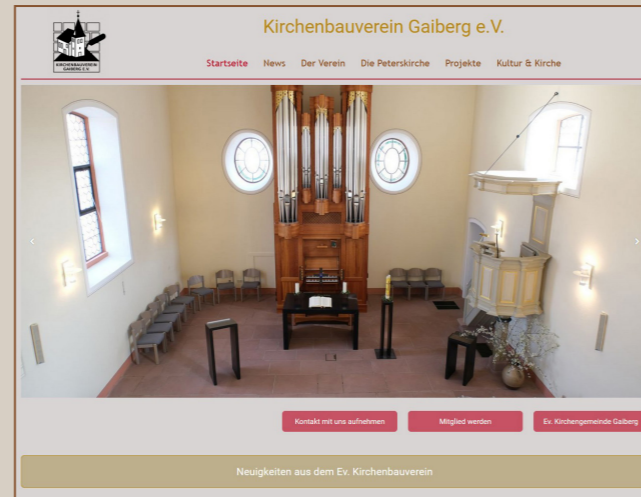 KIRCHENBAUVEREIN
GAIBERG E.V.
Kirchenbauverein Gaiberg e.V.
Startseite News Der Verein Die Peterskirche Projekte Kultur & Kirche
Kontakt mit uns aufnehmen Mitglied werden Ev. Kirchengemeinde Gaiberg
Neuigkeiten aus dem Ev. Kirchenbauverein